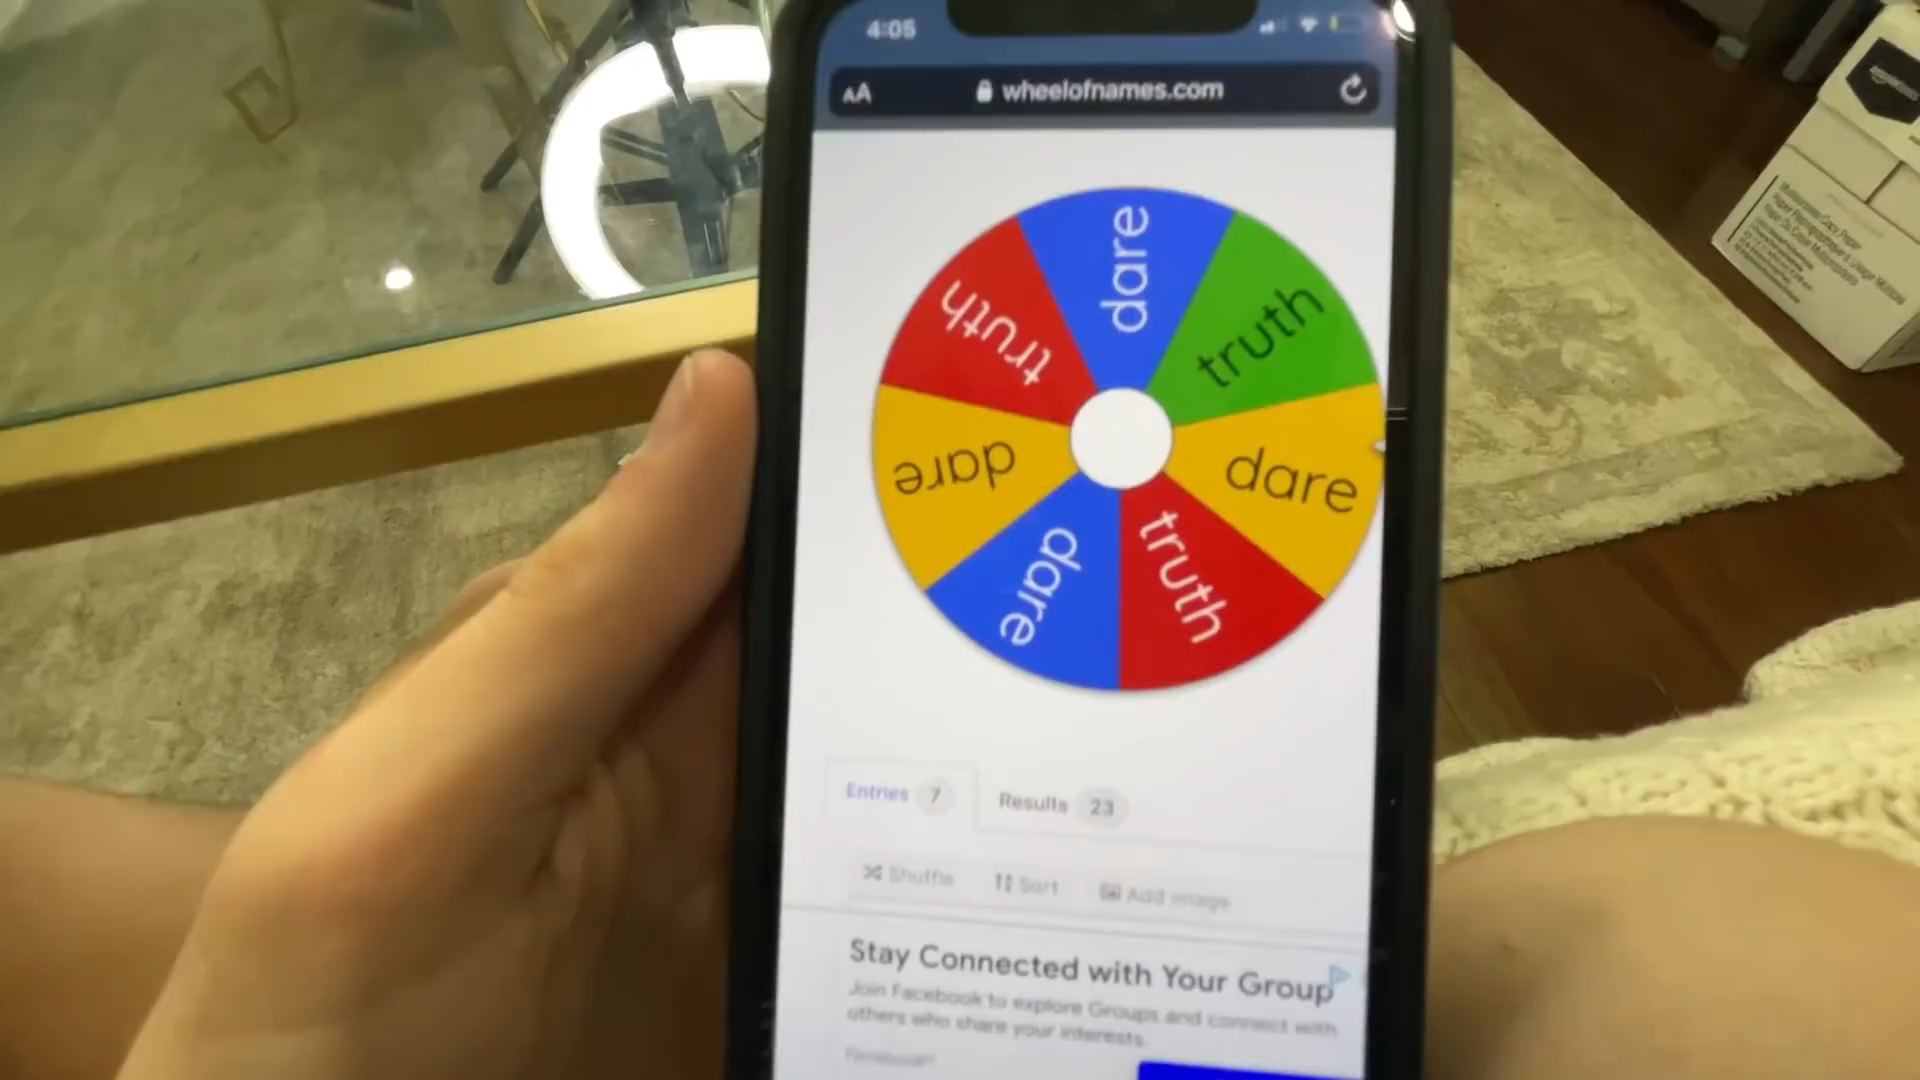 4:05
AA wheelofnames.com
dare
truth
truth
dare
dare
dare
truth
Entries 7 Results 23
Shuffle Sort Add image
Stay Connected with Your Group
Join Facebook to explore Groups and connect with
others who share your interests.
Facebook